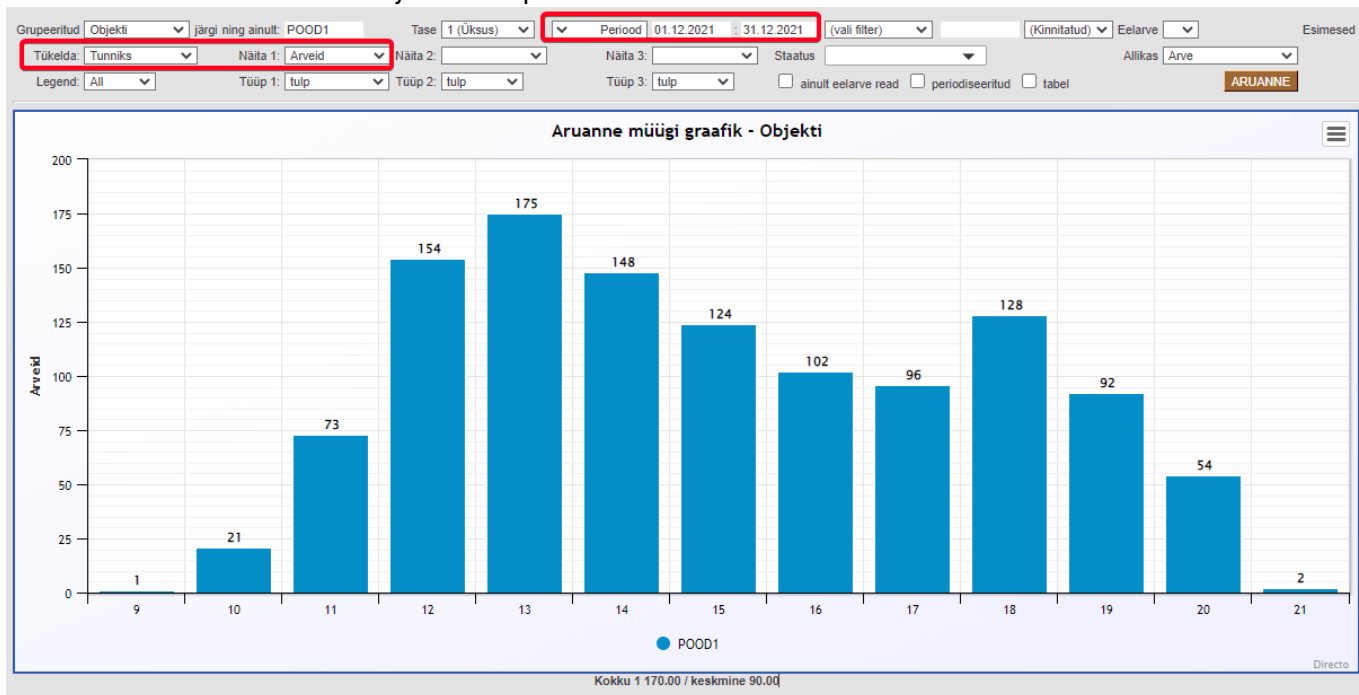 Grupeeritud Objekti järgi ning ainult: POOD1 Tase 1 (Üksus) Periood 01.12.2021 : 31.12.2021 (vali filter) (Kinnitatud) Eelarve Esimesed
Tükelda: Tunniks Näita 1: Arveid Näita 2: Näita 3: Staatus Allikas Arve
Legend: All Tüüp 1: tulp Tüüp 2: tulp Tüüp 3: tulp ainult eelarve read periodiseeritud tabel ARUANNE
Aruanne müügi graafik - Objekti
200
175
150
125
100
75
50
25
0
Arveid
1
21
73
154
175
148
124
102
96
128
92
54
2
9 10 11 12 13 14 15 16 17 18 19 20 21
POOD1
Directo
Kokku 1 170.00 / keskmine 90.00